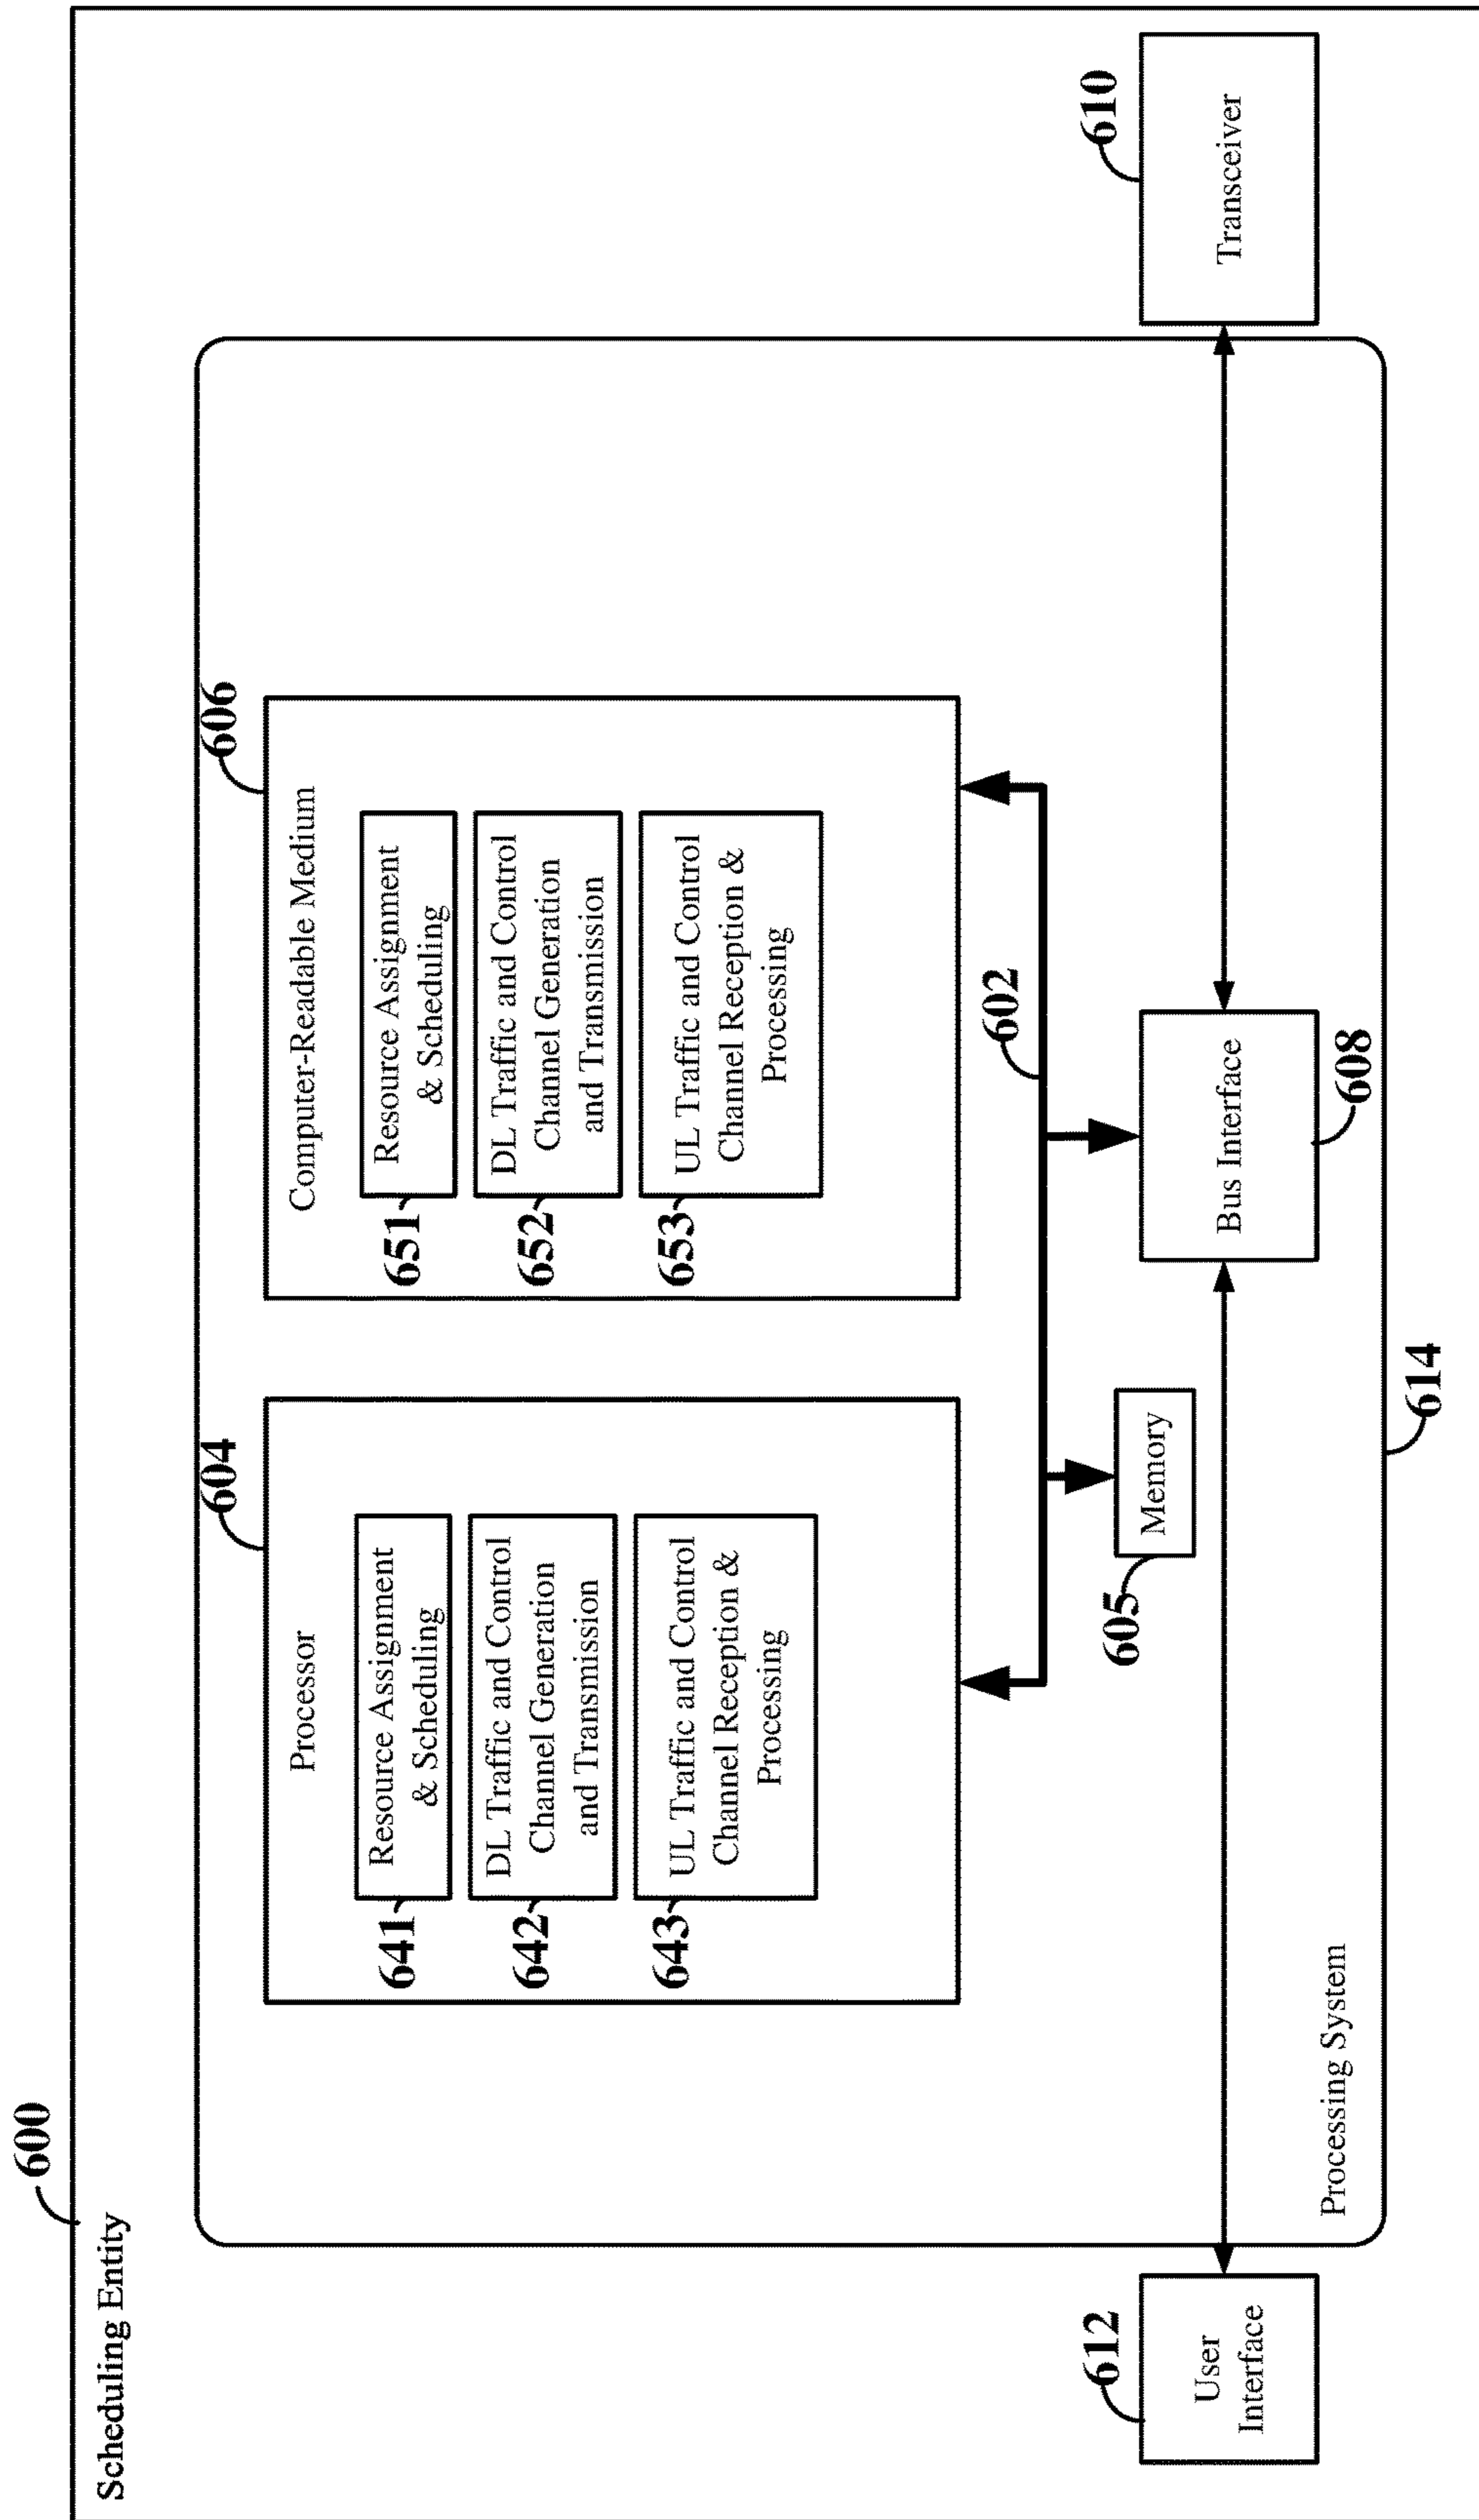 600
Scheduling Entity
604
606
Processor
641
Resource Assignment
& Scheduling
642
DL Traffic and Control
Channel Generation
and Transmission
643
UL Traffic and Control
Channel Reception &
Processing
Computer-Readable Medium
651
Resource Assignment
& Scheduling
652
DL Traffic and Control
Channel Generation
and Transmission
653
UL Traffic and Control
Channel Reception &
Processing
602
605
Memory
612
User
Interface
Bus Interface
608
610
Transceiver
Processing System
614